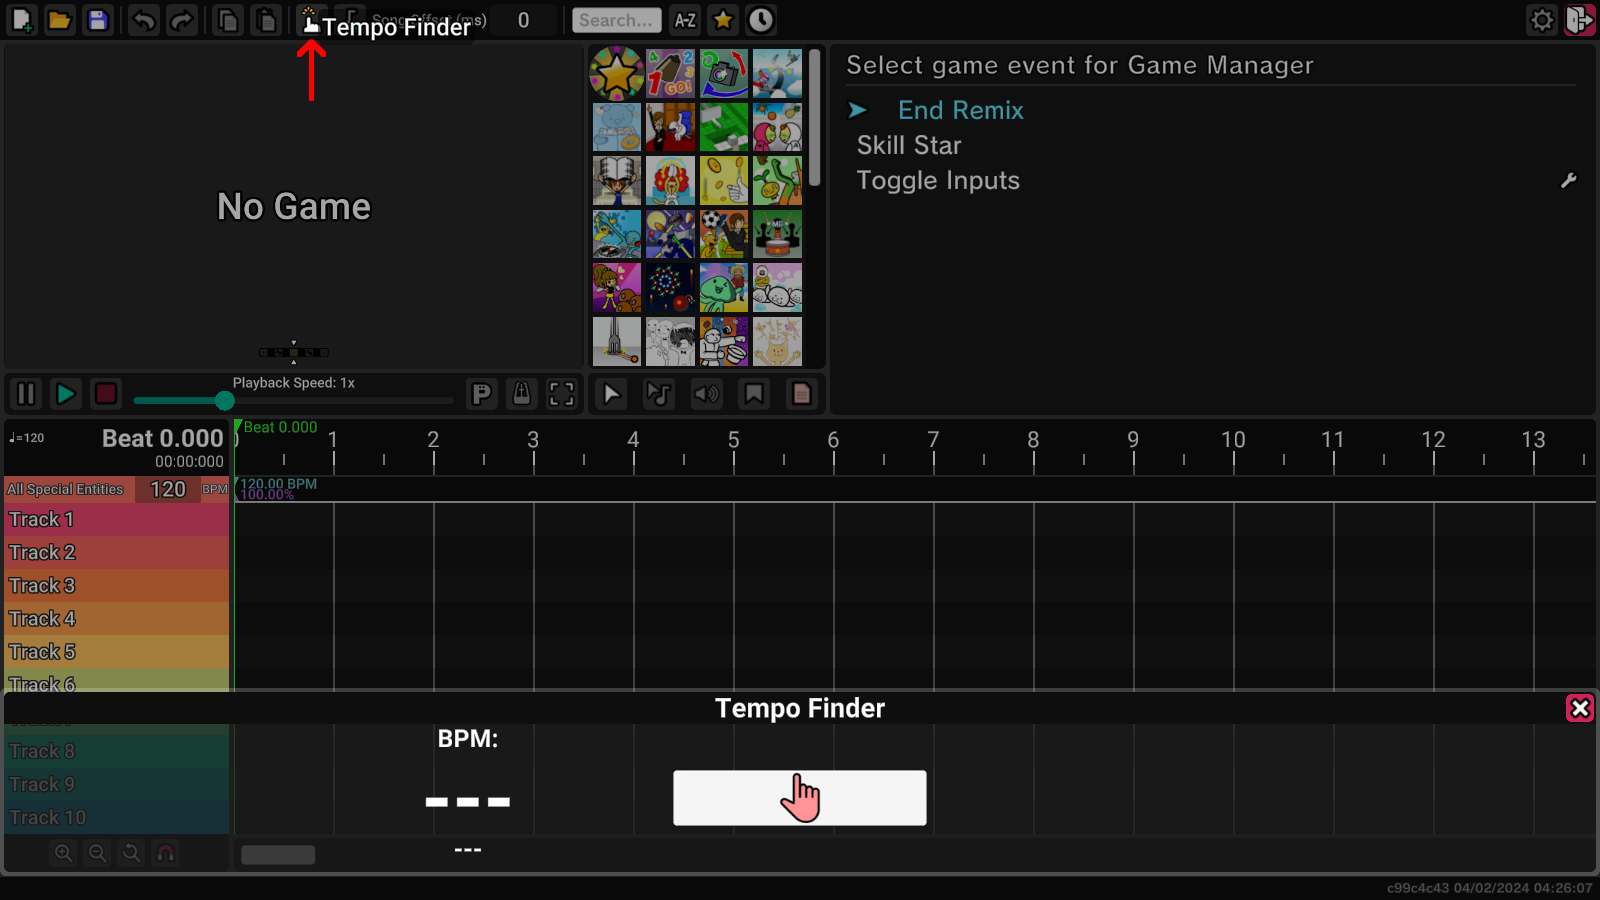 Song Offset (ms)
0
Search...
A-Z
Tempo Finder
No Game
Select game event for Game Manager
End Remix
Skill Star
Toggle Inputs
Playback Speed: 1x
P
♩=120
Beat 0.000
00:00:000
Beat 0.000
1 2 3 4 5 6 7 8 9 10 11 12 13
All Special Entities
120
BPM
120.00 BPM
100.00%
Track 1
Track 2
Track 3
Track 4
Track 5
Track 6
Tempo Finder
BPM:
---
---
Track 8
Track 9
Track 10
c99c4c43 04/02/2024 04:26:07